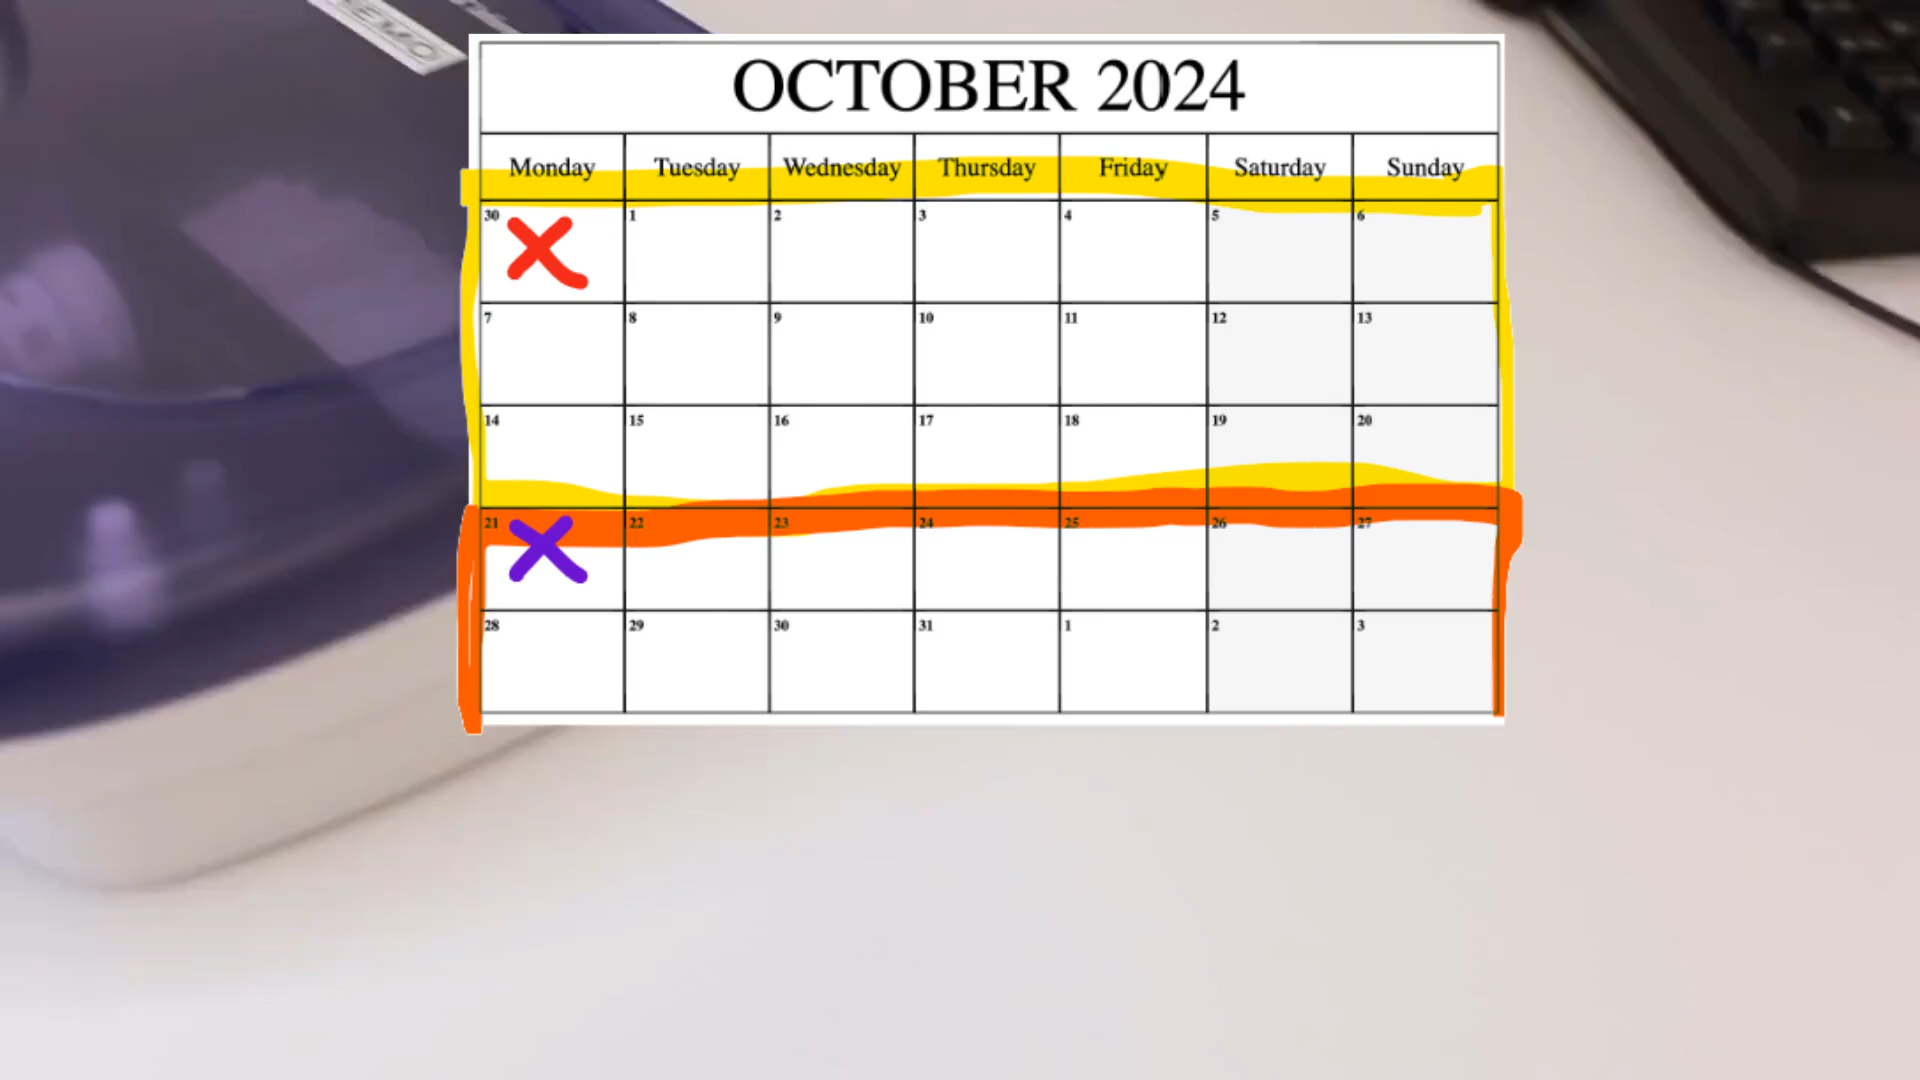 DEMO
OCTOBER 2024
Monday Tuesday Wednesday Thursday Friday Saturday Sunday
30 1 2 3 4 5 6
7 8 9 10 11 12 13
14 15 16 17 18 19 20
21 22 23 24 25 26 27
28 29 30 31 1 2 3